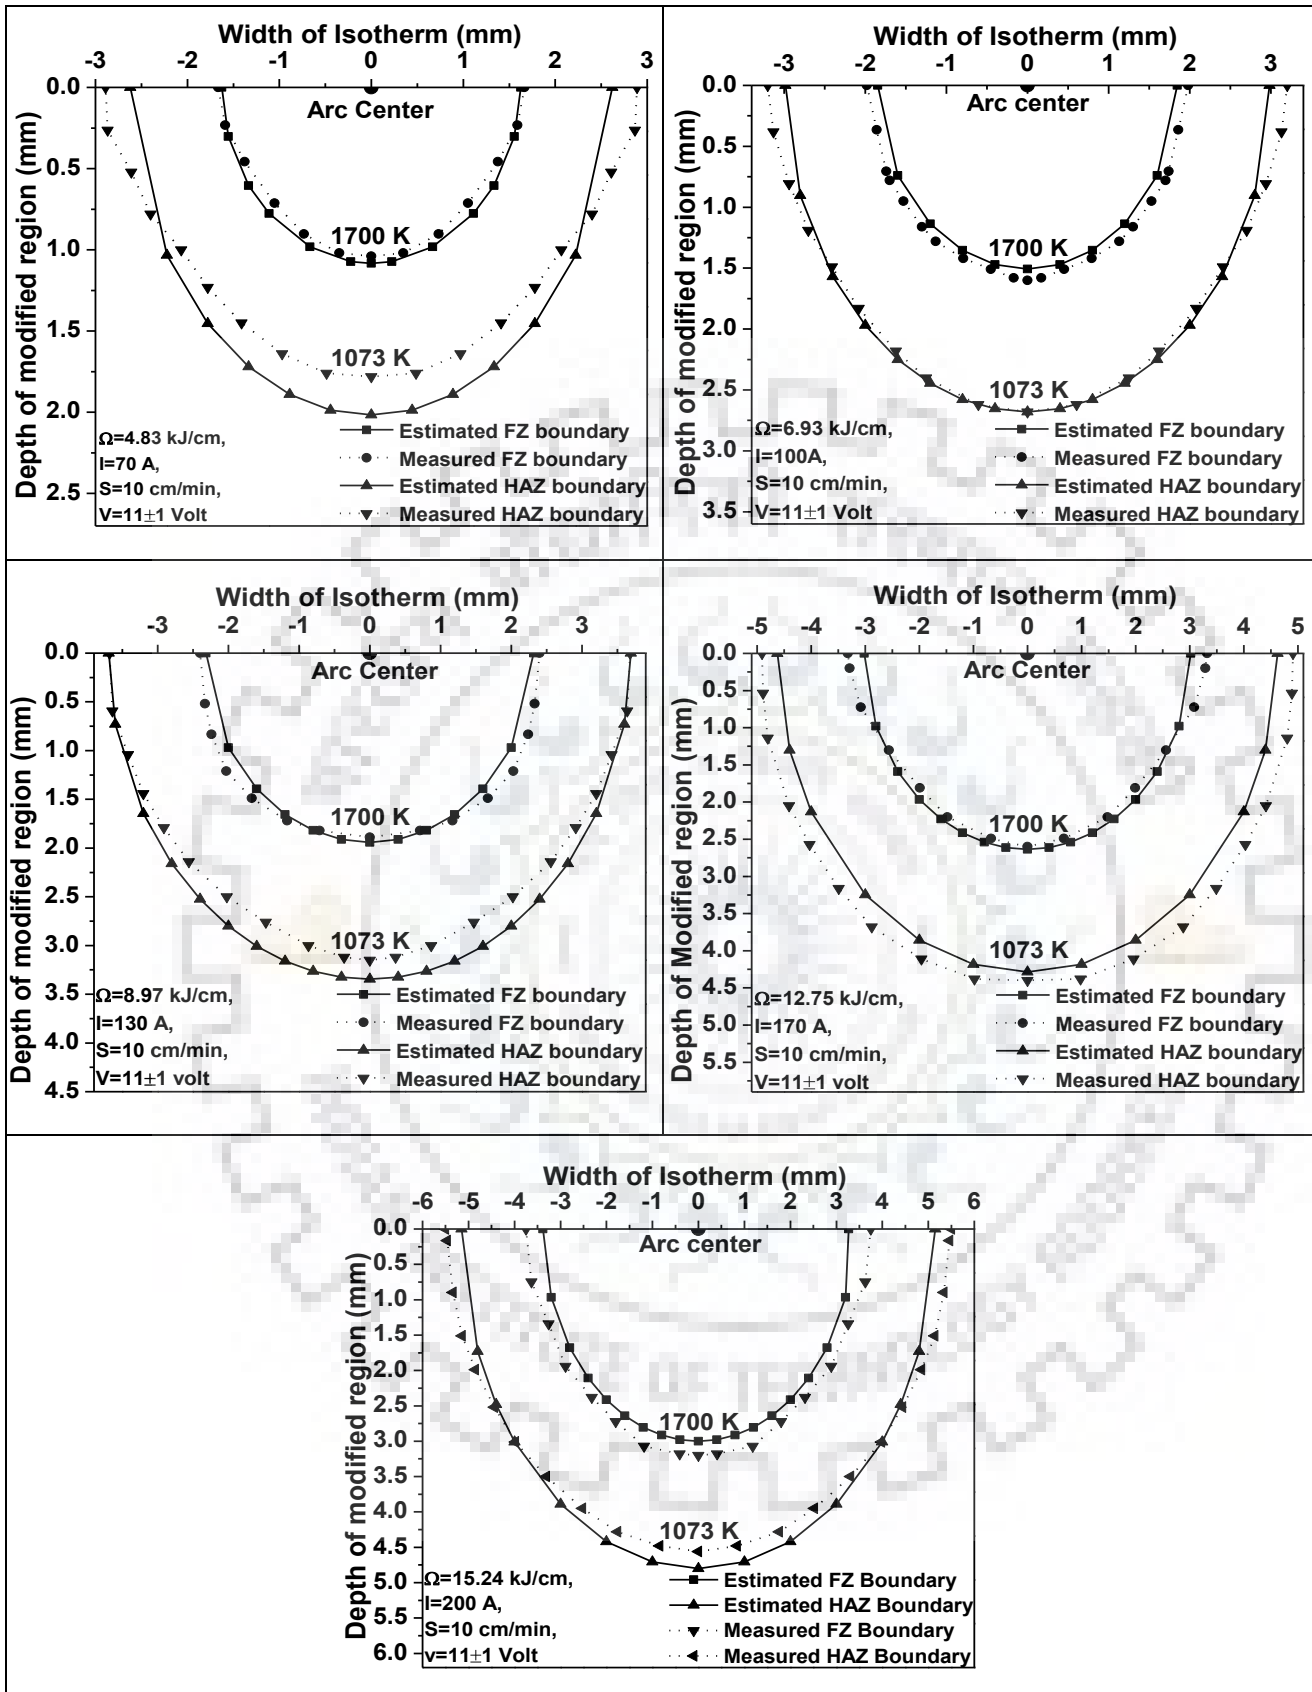 Width of Isotherm (mm)
-3 -2 -1 0 1 2 3
Depth of modified region (mm)
0.0
0.5
1.0
1.5
2.0
2.5
Arc Center
1700 K
1073 K
Ω=4.83 kJ/cm,
I=70 A,
S=10 cm/min,
V=11±1 Volt
Estimated FZ boundary
Measured FZ boundary
Estimated HAZ boundary
Measured HAZ boundary
Width of Isotherm (mm)
-3 -2 -1 0 1 2 3
Depth of modified region (mm)
0.0
0.5
1.0
1.5
2.0
2.5
3.0
3.5
Arc center
1700 K
1073 K
Ω=6.93 kJ/cm,
I=100A,
S=10 cm/min,
V=11±1 Volt
Estimated FZ boundary
Measured FZ boundary
Estimated HAZ boundary
Measured HAZ boundary
Width of Isotherm (mm)
-3 -2 -1 0 1 2 3
Depth of modified region (mm)
0.0
0.5
1.0
1.5
2.0
2.5
3.0
3.5
4.0
4.5
Arc Center
1700 K
1073 K
Ω=8.97 kJ/cm,
I=130 A,
S=10 cm/min,
V=11±1 volt
Estimated FZ boundary
Measured FZ boundary
Estimated HAZ boundary
Measured HAZ boundary
Width of Isotherm (mm)
-5 -4 -3 -2 -1 0 1 2 3 4 5
Depth of Modified region (mm)
0.0
0.5
1.0
1.5
2.0
2.5
3.0
3.5
4.0
4.5
5.0
5.5
Arc Center
1700 K
1073 K
Ω=12.75 kJ/cm,
I=170 A,
S=10 cm/min,
V=11±1 volt
Estimated FZ boundary
Measured FZ boundary
Estimated HAZ boundary
Measured HAZ boundary
Width of Isotherm (mm)
-6 -5 -4 -3 -2 -1 0 1 2 3 4 5 6
Depth of modified region (mm)
0.0
0.5
1.0
1.5
2.0
2.5
3.0
3.5
4.0
4.5
5.0
5.5
6.0
Arc center
1700 K
1073 K
Ω=15.24 kJ/cm,
I=200 A,
S=10 cm/min,
v=11±1 Volt
Estimated FZ Boundary
Estimated HAZ Boundary
Measured FZ Boundary
Measured HAZ Boundary